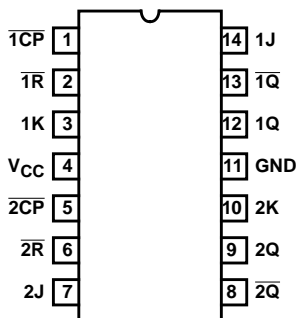 1CP 1 14 1J
1R 2 13 1Q
1K 3 12 1Q
VCC 4 11 GND
2CP 5 10 2K
2R 6 9 2Q
2J 7 8 2Q